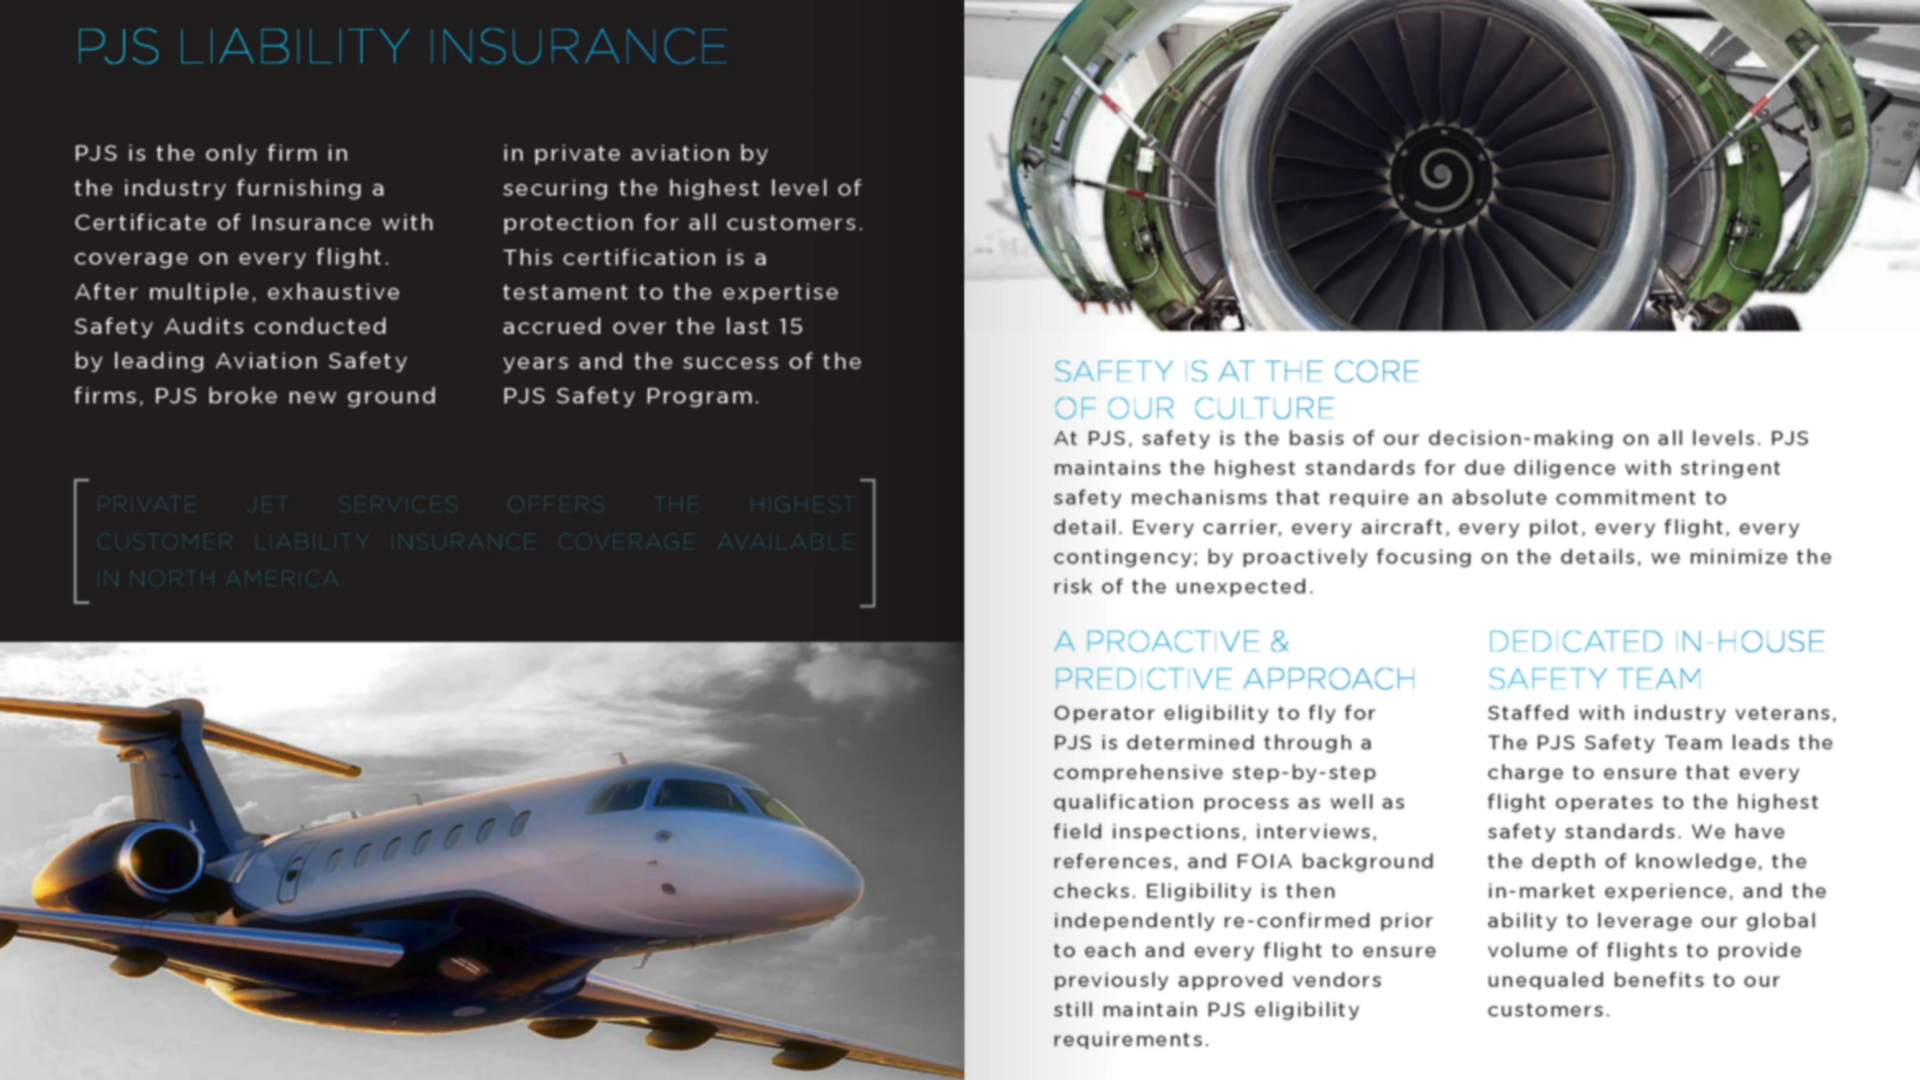 PJS LIABILITY INSURANCE
PJS is the only firm in
the industry furnishing a
Certificate of Insurance with
coverage on every flight.
After multiple, exhaustive
Safety Audits conducted
by leading Aviation Safety
firms, PJS broke new ground
in private aviation by
securing the highest level of
protection for all customers.
This certification is a
testament to the expertise
accrued over the last 15
years and the success of the
PJS Safety Program.
PRIVATE JET SERVICES OFFERS THE HIGHEST
CUSTOMER LIABILITY INSURANCE COVERAGE AVAILABLE
IN NORTH AMERICA.
SAFETY IS AT THE CORE
OF OUR CULTURE
At PJS, safety is the basis of our decision-making on all levels. PJS
maintains the highest standards for due diligence with stringent
safety mechanisms that require an absolute commitment to
detail. Every carrier, every aircraft, every pilot, every flight, every
contingency; by proactively focusing on the details, we minimize the
risk of the unexpected.
A PROACTIVE &
PREDICTIVE APPROACH
Operator eligibility to fly for
PJS is determined through a
comprehensive step-by-step
qualification process as well as
field inspections, interviews,
references, and FOIA background
checks. Eligibility is then
independently re-confirmed prior
to each and every flight to ensure
previously approved vendors
still maintain PJS eligibility
requirements.
DEDICATED IN-HOUSE
SAFETY TEAM
Staffed with industry veterans,
The PJS Safety Team leads the
charge to ensure that every
flight operates to the highest
safety standards. We have
the depth of knowledge, the
in-market experience, and the
ability to leverage our global
volume of flights to provide
unequaled benefits to our
customers.